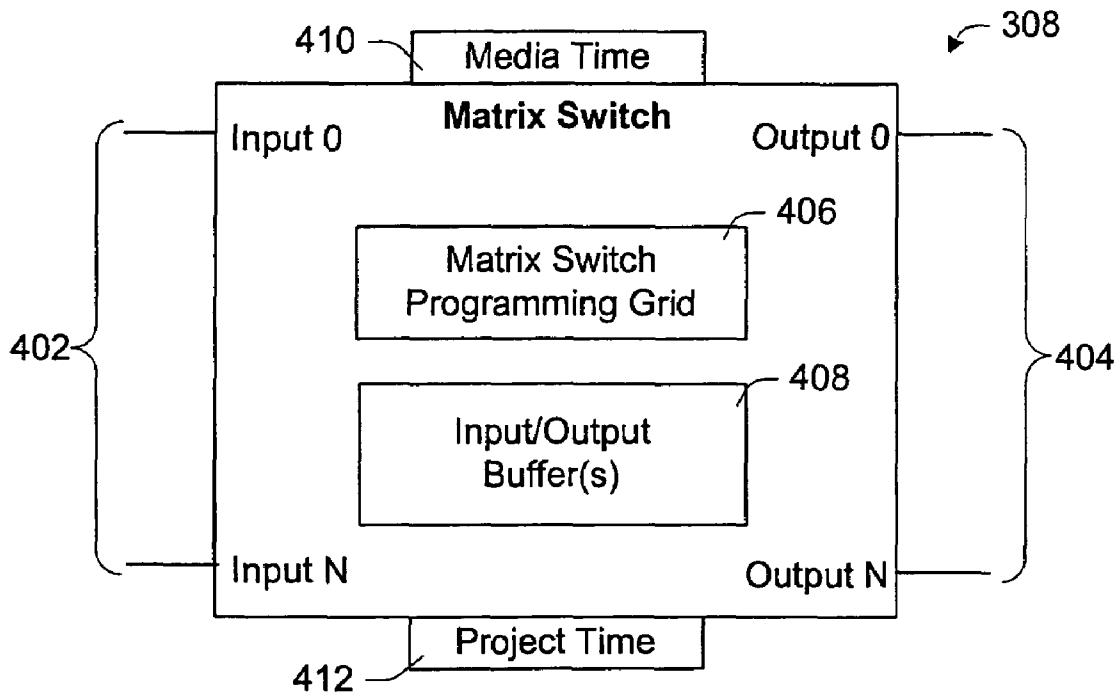 308
410
Media Time
Matrix Switch
Input 0
Output 0
406
Matrix Switch
Programming Grid
402
404
408
Input/Output
Buffer(s)
Input N
Output N
Project Time
412